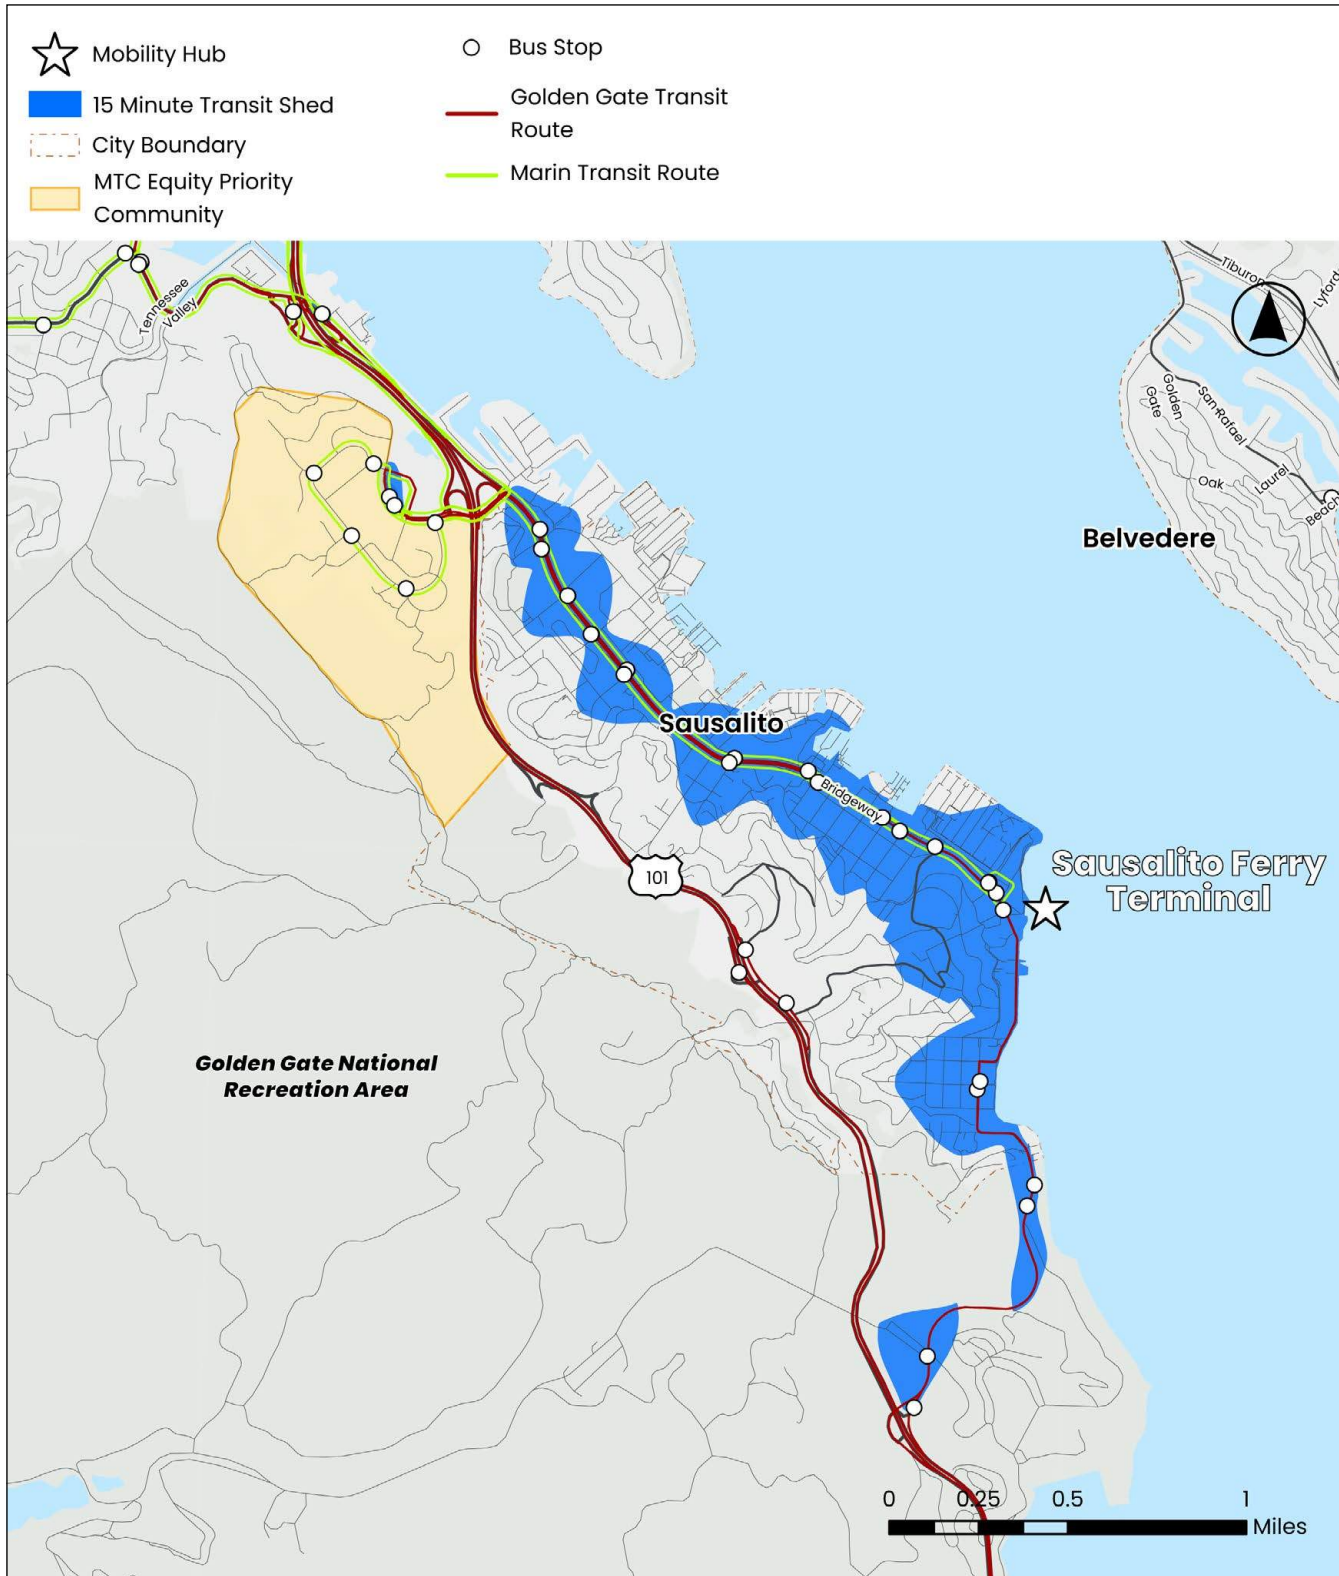 Mobility Hub
15 Minute Transit Shed
City Boundary
MTC Equity Priority
Community
Bus Stop
Golden Gate Transit
Route
Marin Transit Route
Tennessee
Valley
Tiburon
Lyford
Golden
Gate
San Rafael
Laurel
Oak
Beach
Belvedere
Sausalito
Bridgeway
Sausalito Ferry
Terminal
101
Golden Gate National
Recreation Area
0 0.25 0.5 1
Miles